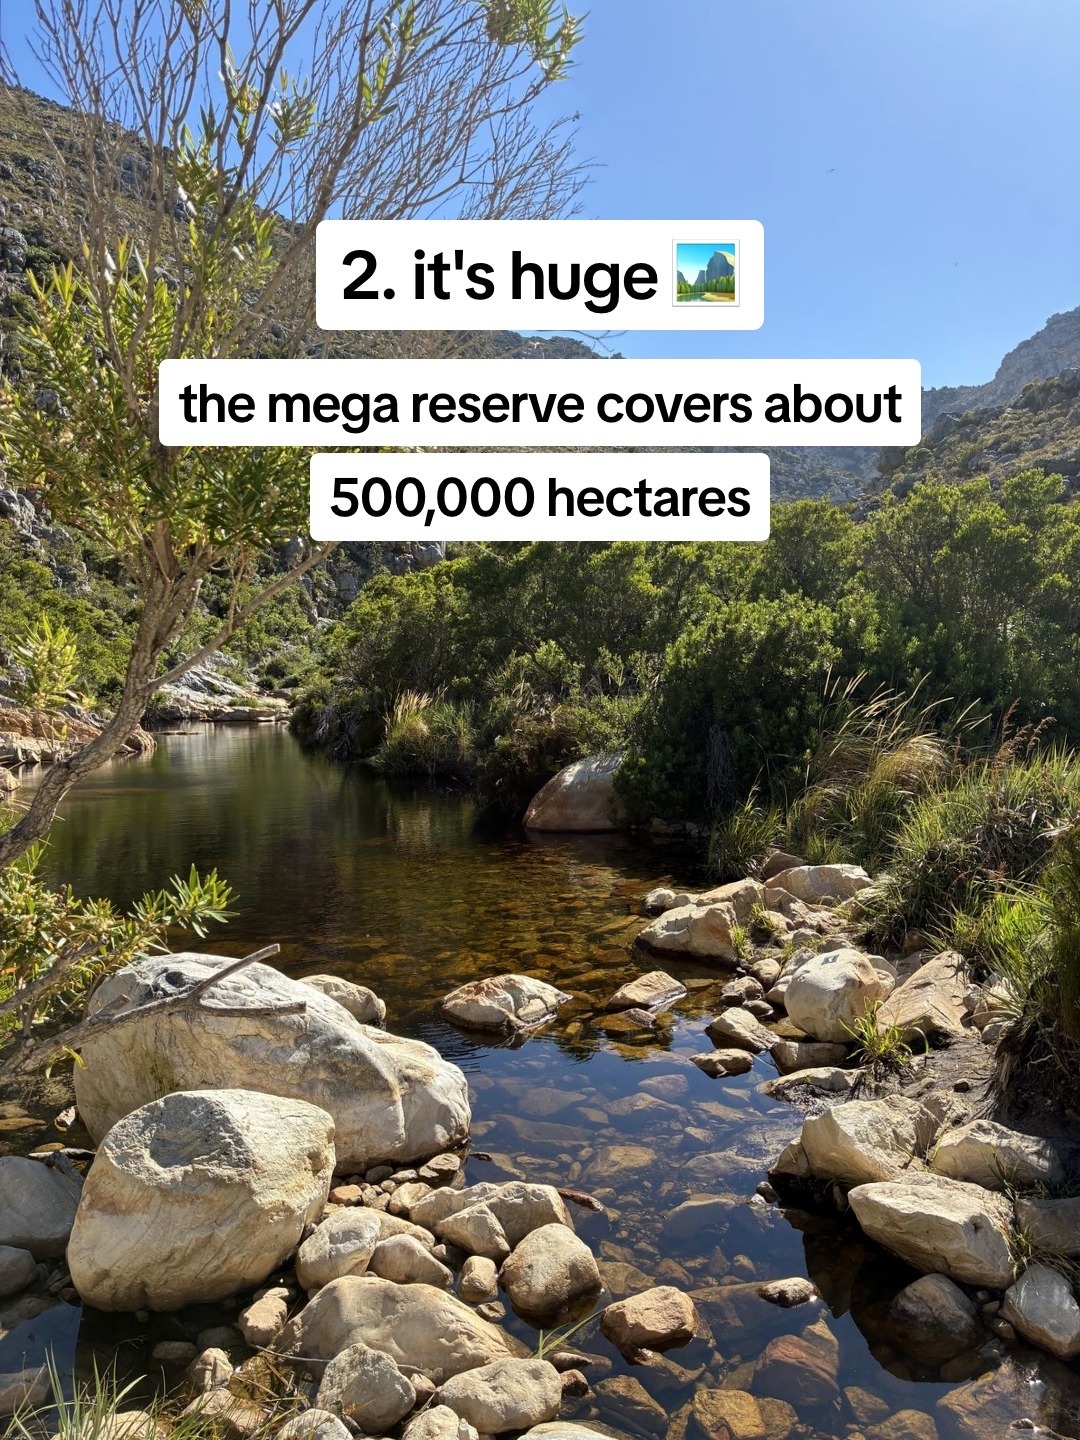 2. it's huge 🏞️
the mega reserve covers about
500,000 hectares